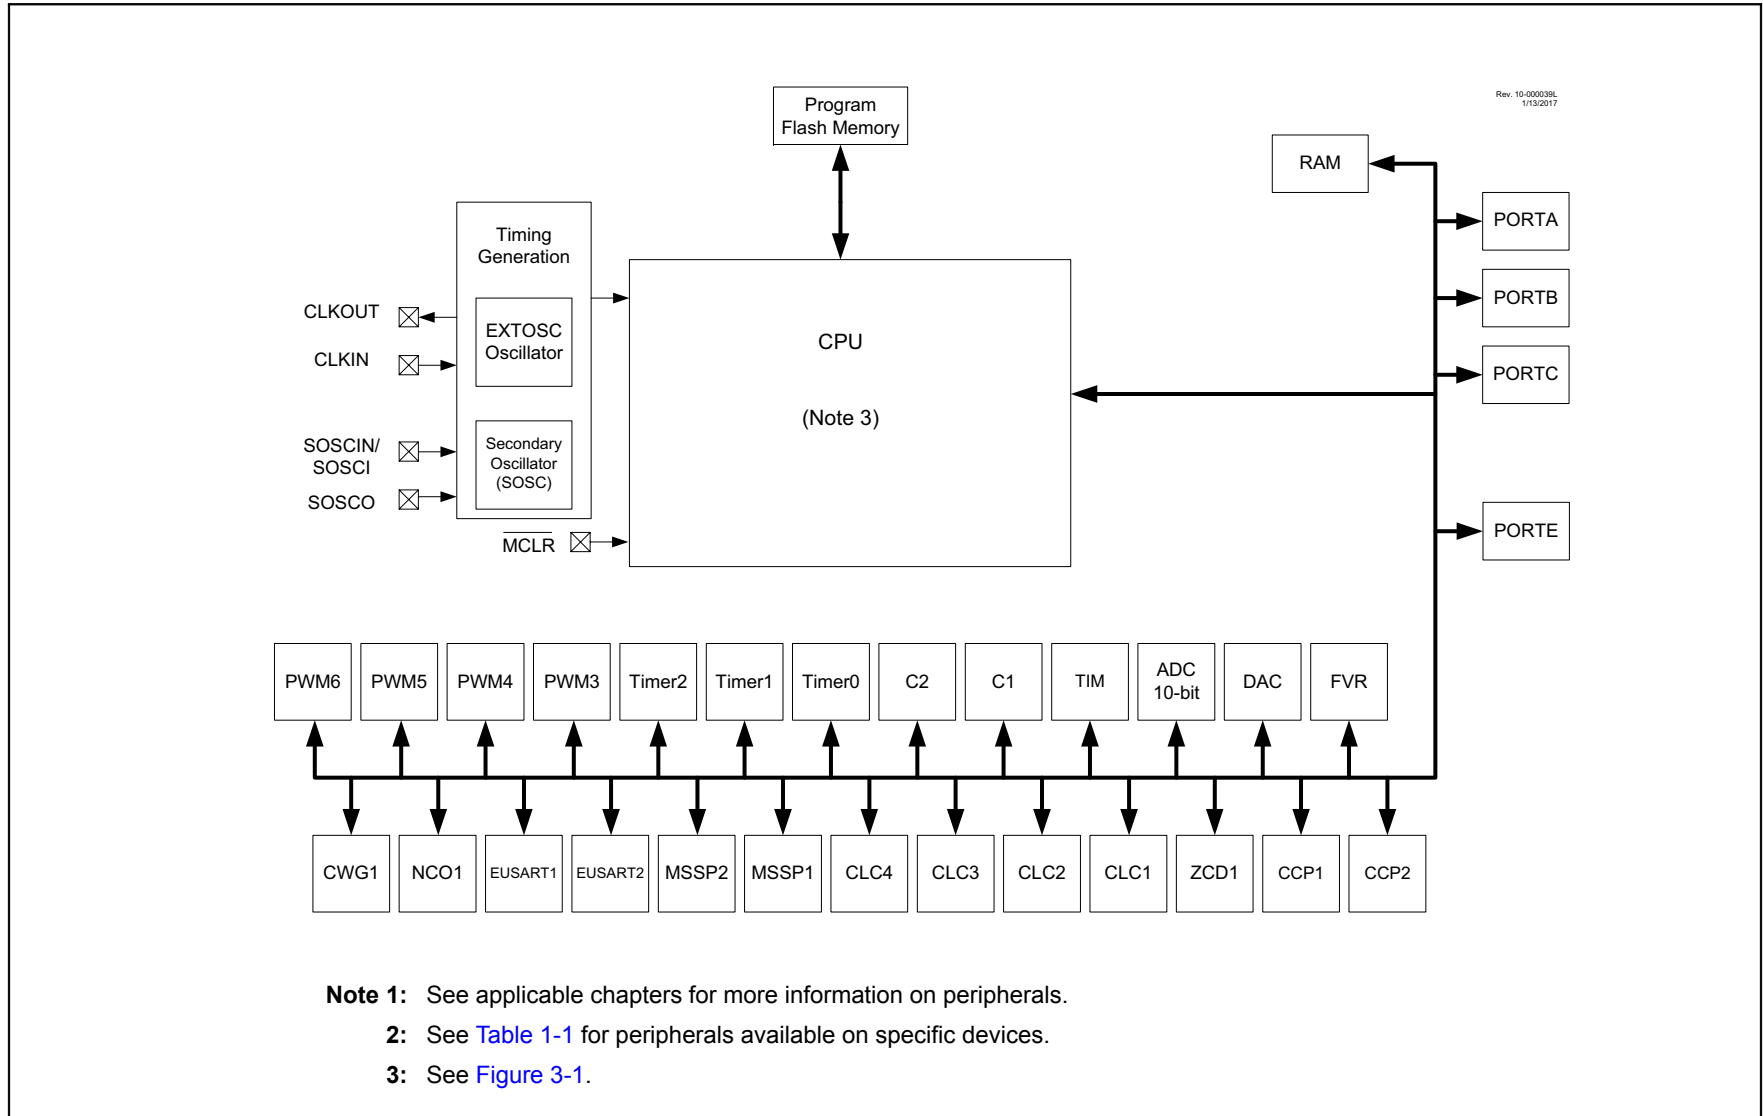 Rev. 10-000039L
1/13/2017
Program
Flash Memory
RAM
PORTA
PORTB
PORTC
PORTE
Timing
Generation
EXTOSC
Oscillator
Secondary
Oscillator
(SOSC)
CLKOUT
CLKIN
SOSCIN/
SOSCI
SOSCO
MCLR
CPU
(Note 3)
PWM6
PWM5
PWM4
PWM3
Timer2
Timer1
Timer0
C2
C1
TIM
ADC
10-bit
DAC
FVR
CWG1
NCO1
EUSART1
EUSART2
MSSP2
MSSP1
CLC4
CLC3
CLC2
CLC1
ZCD1
CCP1
CCP2
Note 1: See applicable chapters for more information on peripherals.
2: See Table 1-1 for peripherals available on specific devices.
3: See Figure 3-1.